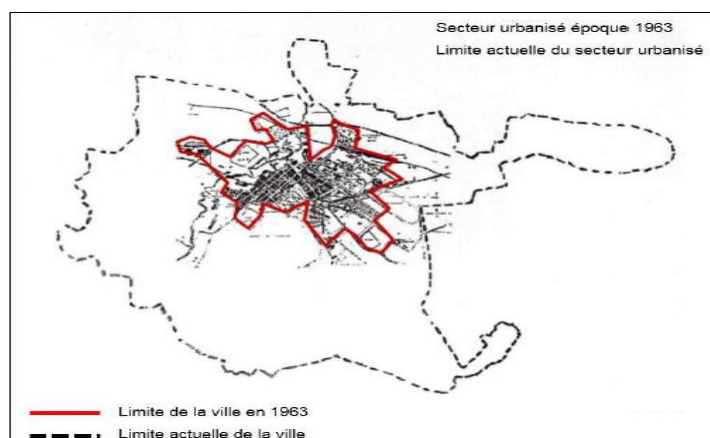 Secteur urbanisé époque 1963
Limite actuelle du secteur urbanisé
Limite de la ville en 1963
Limite actuelle de la ville